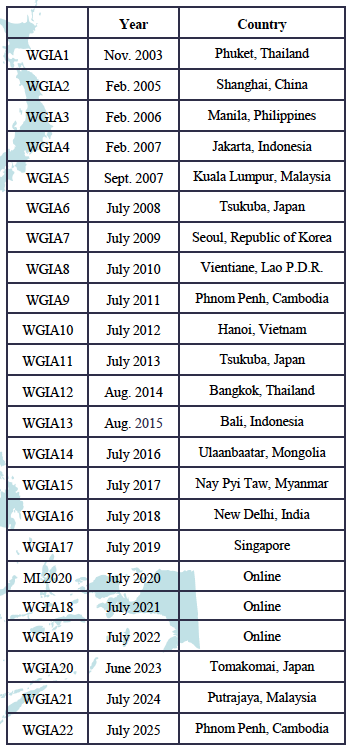 Year Country
WGIA1 Nov. 2003 Phuket, Thailand
WGIA2 Feb. 2005 Shanghai, China
WGIA3 Feb. 2006 Manila, Philippines
WGIA4 Feb. 2007 Jakarta, Indonesia
WGIA5 Sept. 2007 Kuala Lumpur, Malaysia
WGIA6 July 2008 Tsukuba, Japan
WGIA7 July 2009 Seoul, Republic of Korea
WGIA8 July 2010 Vientiane, Lao P.D.R.
WGIA9 July 2011 Phnom Penh, Cambodia
WGIA10 July 2012 Hanoi, Vietnam
WGIA11 July 2013 Tsukuba, Japan
WGIA12 Aug. 2014 Bangkok, Thailand
WGIA13 Aug. 2015 Bali, Indonesia
WGIA14 July 2016 Ulaanbaatar, Mongolia
WGIA15 July 2017 Nay Pyi Taw, Myanmar
WGIA16 July 2018 New Delhi, India
WGIA17 July 2019 Singapore
ML2020 July 2020 Online
WGIA18 July 2021 Online
WGIA19 July 2022 Online
WGIA20 June 2023 Tomakomai, Japan
WGIA21 July 2024 Putrajaya, Malaysia
WGIA22 July 2025 Phnom Penh, Cambodia